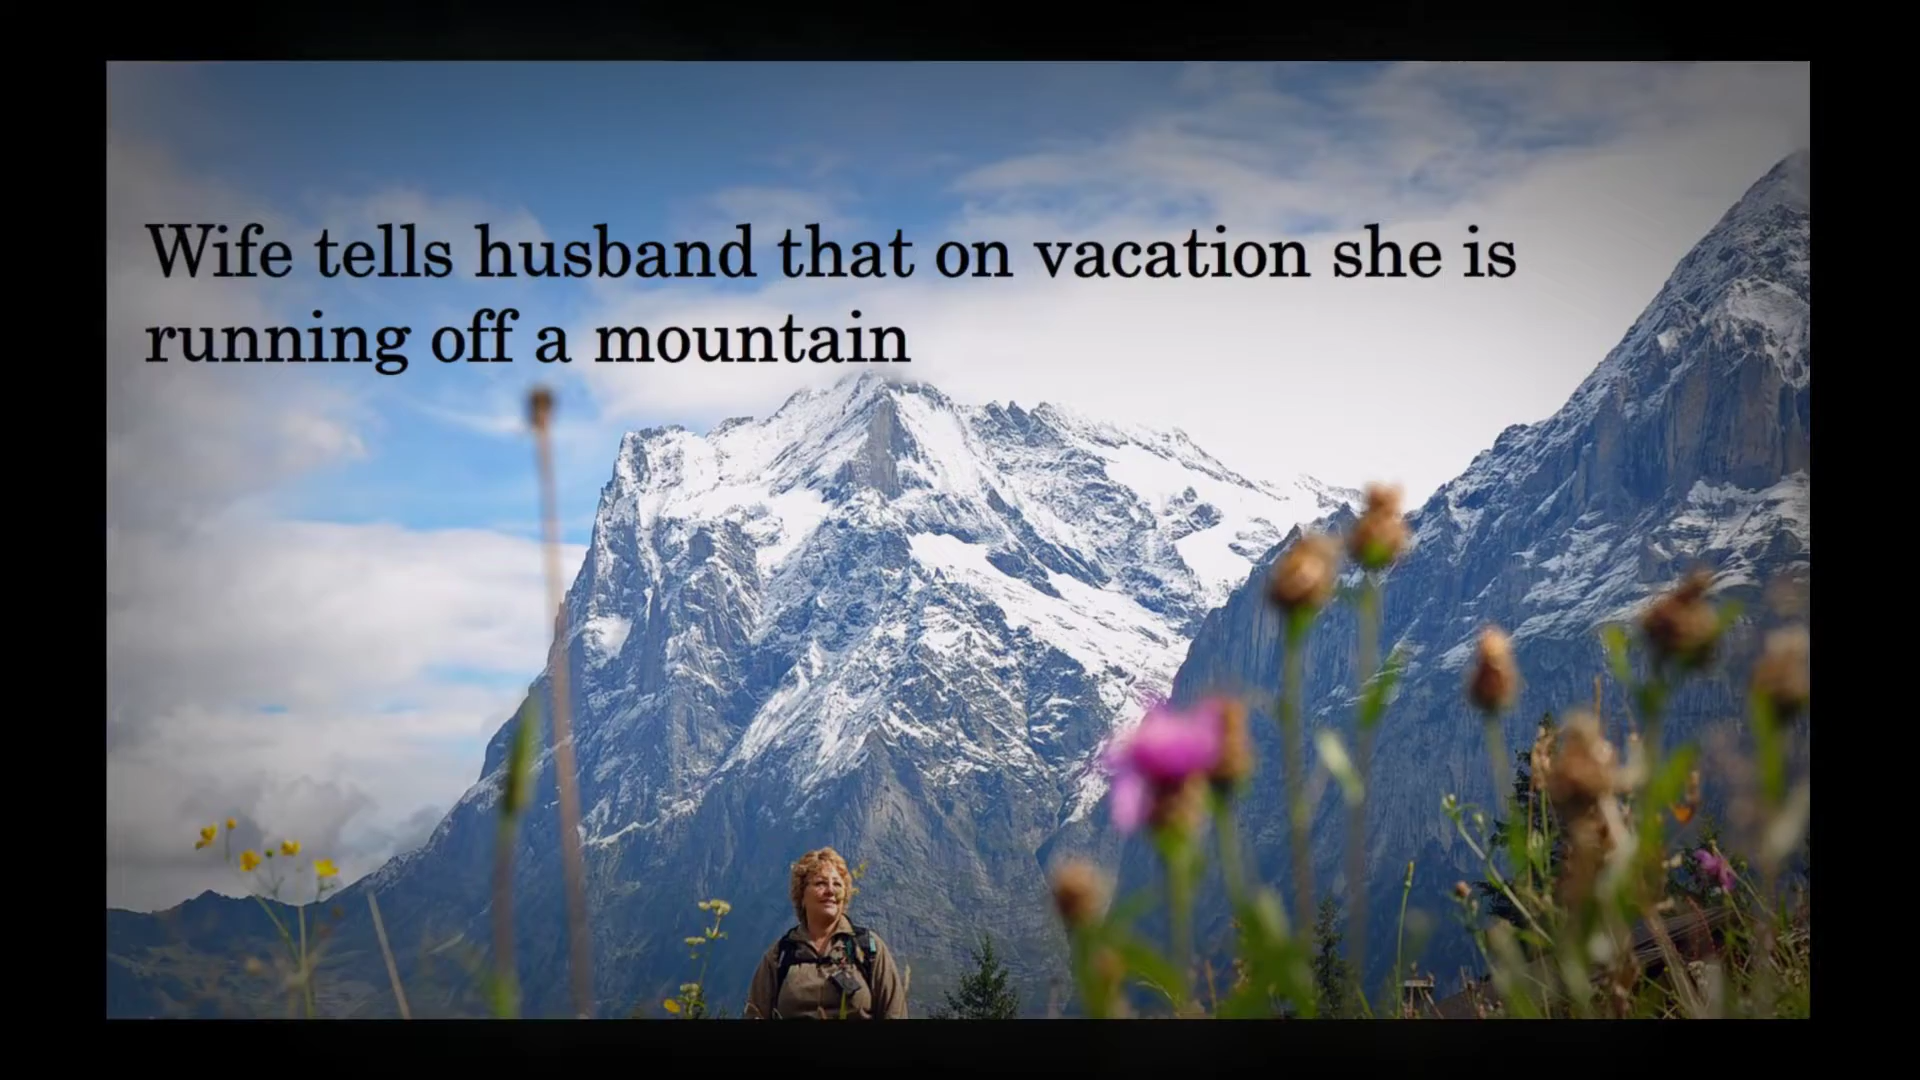 Wife tells husband that on vacation she is
running off a mountain